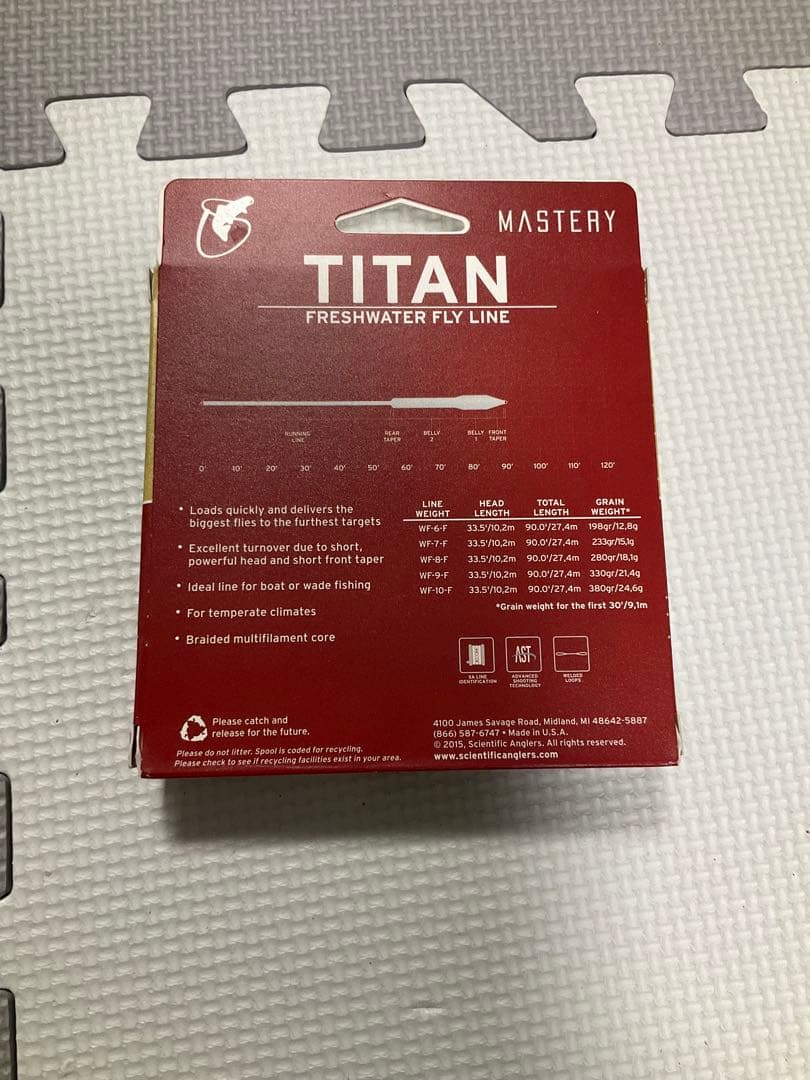 MASTERY
TITAN
FRESHWATER FLY LINE
RUNNING
LINE
REAR
TAPER
BELLY
2
BELLY
1
FRONT
TAPER
0' 10' 20' 30' 40' 50' 60' 70' 80' 90' 100' 110' 120'
• Loads quickly and delivers the
biggest flies to the furthest targets
• Excellent turnover due to short,
powerful head and short front taper
• Ideal line for boat or wade fishing
• For temperate climates
• Braided multifilament core
LINE WEIGHT HEAD LENGTH TOTAL LENGTH GRAIN WEIGHT*
WF-6-F 33.5'/10,2m 90.0'/27,4m 198gr/12,8g
WF-7-F 33.5'/10,2m 90.0'/27,4m 233gr/15,1g
WF-8-F 33.5'/10,2m 90.0'/27,4m 280gr/18,1g
WF-9-F 33.5'/10,2m 90.0'/27,4m 330gr/21,4g
WF-10-F 33.5'/10,2m 90.0'/27,4m 380gr/24,6g
*Grain weight for the first 30'/9,1m
SA LINE
IDENTIFICATION
AST
ADVANCED
SHOOTING
TECHNOLOGY
WELDED
LOOPS
Please catch and
release for the future.
Please do not litter. Spool is coded for recycling.
Please check to see if recycling facilities exist in your area.
4100 James Savage Road, Midland, MI 48642-5887
(866) 587-6747 • Made in U.S.A.
© 2015, Scientific Anglers. All rights reserved.
www.scientificanglers.com